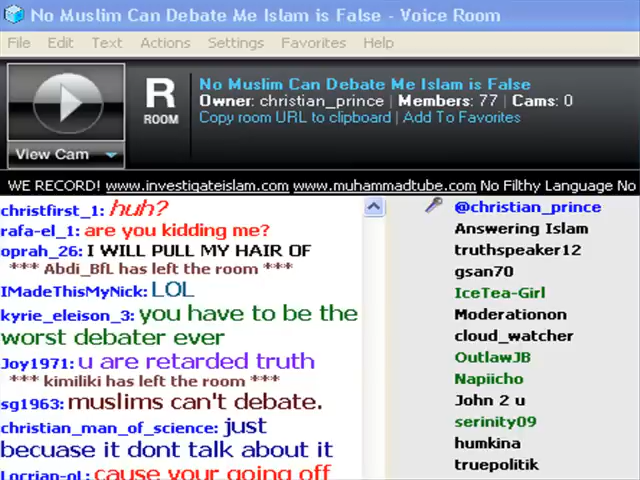 No Muslim Can Debate Me Islam is False - Voice Room
File Edit Text Actions Settings Favorites Help
No Muslim Can Debate Me Islam is False
R
ROOM
Owner: christian_prince | Members: 77 | Cams: 0
Copy room URL to clipboard | Add To Favorites
View Cam
WE RECORD! www.investigateislam.com www.muhammadtube.com No Filthy Language No
christfirst_1: huh?
rafa-el_1: are you kidding me?
oprah_26: I WILL PULL MY HAIR OF
*** Abdi_BfL has left the room ***
IMadeThisMyNick: LOL
kyrie_eleison_3: you have to be the
worst debater ever
Joy1971: u are retarded truth
*** kimiliki has left the room ***
sg1963: muslims can't debate.
christian_man_of_science: just
becuase it dont talk about it
Locrian-oL: cause your going off
@christian_prince
Answering Islam
truthspeaker12
gsan70
IceTea-Girl
Moderationon
cloud_watcher
OutlawJB
Napiicho
John 2 u
serinity09
humkina
truepolitik